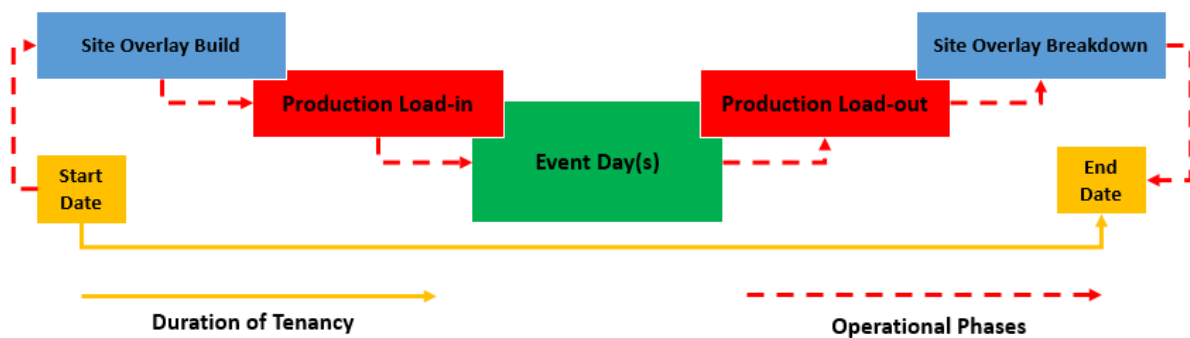 Site Overlay Build
Site Overlay Breakdown
Production Load-in
Production Load-out
Event Day(s)
Start
Date
End
Date
Duration of Tenancy
Operational Phases